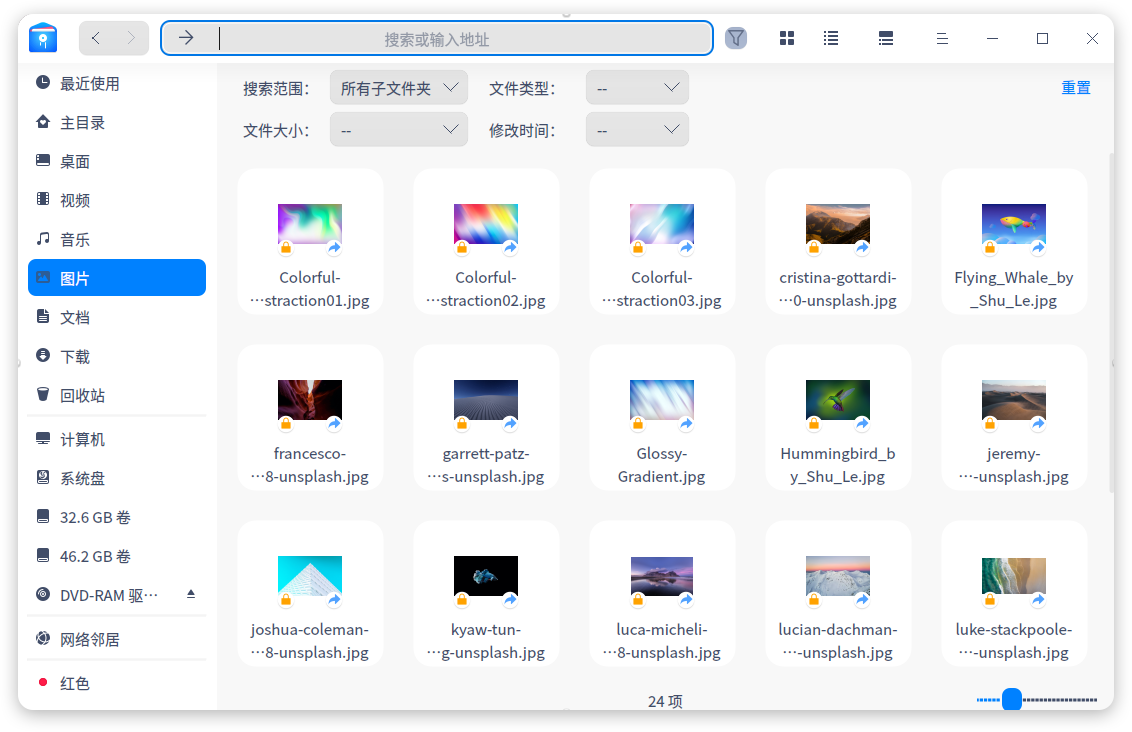 搜索或输入地址
最近使用
主目录
桌面
视频
音乐
图片
文档
下载
回收站
计算机
系统盘
32.6 GB 卷
46.2 GB 卷
DVD-RAM 驱…
网络邻居
红色
搜索范围：
所有子文件夹
文件类型：
--
重置
文件大小：
--
修改时间：
--
Colorful-
…straction01.jpg
Colorful-
…straction02.jpg
Colorful-
…straction03.jpg
cristina-gottardi-
…0-unsplash.jpg
Flying_Whale_by
_Shu_Le.jpg
francesco-
…8-unsplash.jpg
garrett-patz-
…s-unsplash.jpg
Glossy-
Gradient.jpg
Hummingbird_b
y_Shu_Le.jpg
jeremy-
…-unsplash.jpg
joshua-coleman-
…8-unsplash.jpg
kyaw-tun-
…g-unsplash.jpg
luca-micheli-
…8-unsplash.jpg
lucian-dachman-
…-unsplash.jpg
luke-stackpoole-
…-unsplash.jpg
24 项